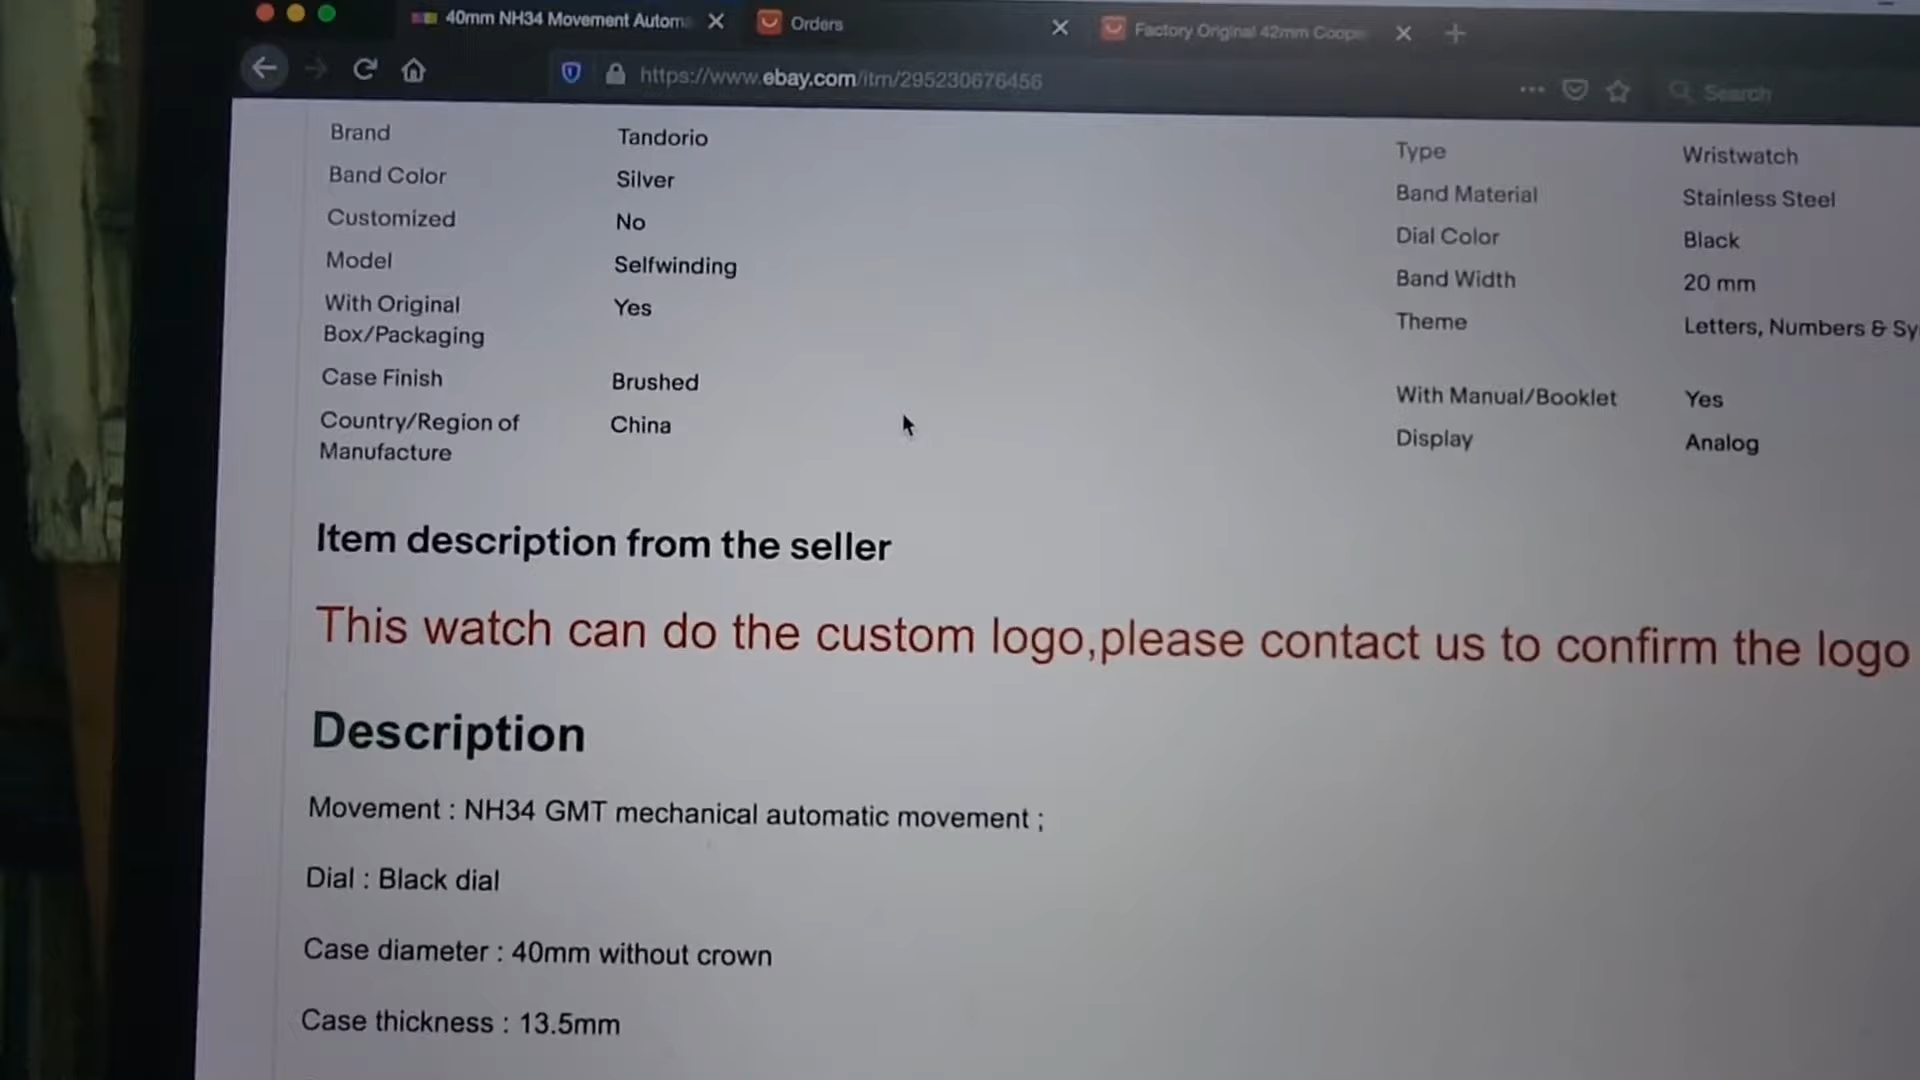 40mm NH34 Movement Autom
Orders
Factory Original 42mm Coope
https://www.ebay.com/itm/295230676456
Search
Brand Tandorio Type Wristwatch
Band Color Silver Band Material Stainless Steel
Customized No Dial Color Black
Model Selfwinding Band Width 20 mm
With Original Box/Packaging Yes Theme Letters, Numbers & Sy
Case Finish Brushed With Manual/Booklet Yes
Country/Region of Manufacture China Display Analog
Item description from the seller
This watch can do the custom logo,please contact us to confirm the logo
Description
Movement : NH34 GMT mechanical automatic movement ;
Dial : Black dial
Case diameter : 40mm without crown
Case thickness : 13.5mm